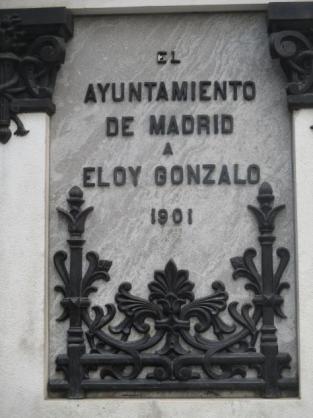 EL
AYUNTAMIENTO
DE MADRID
A
ELOY GONZALO
1901